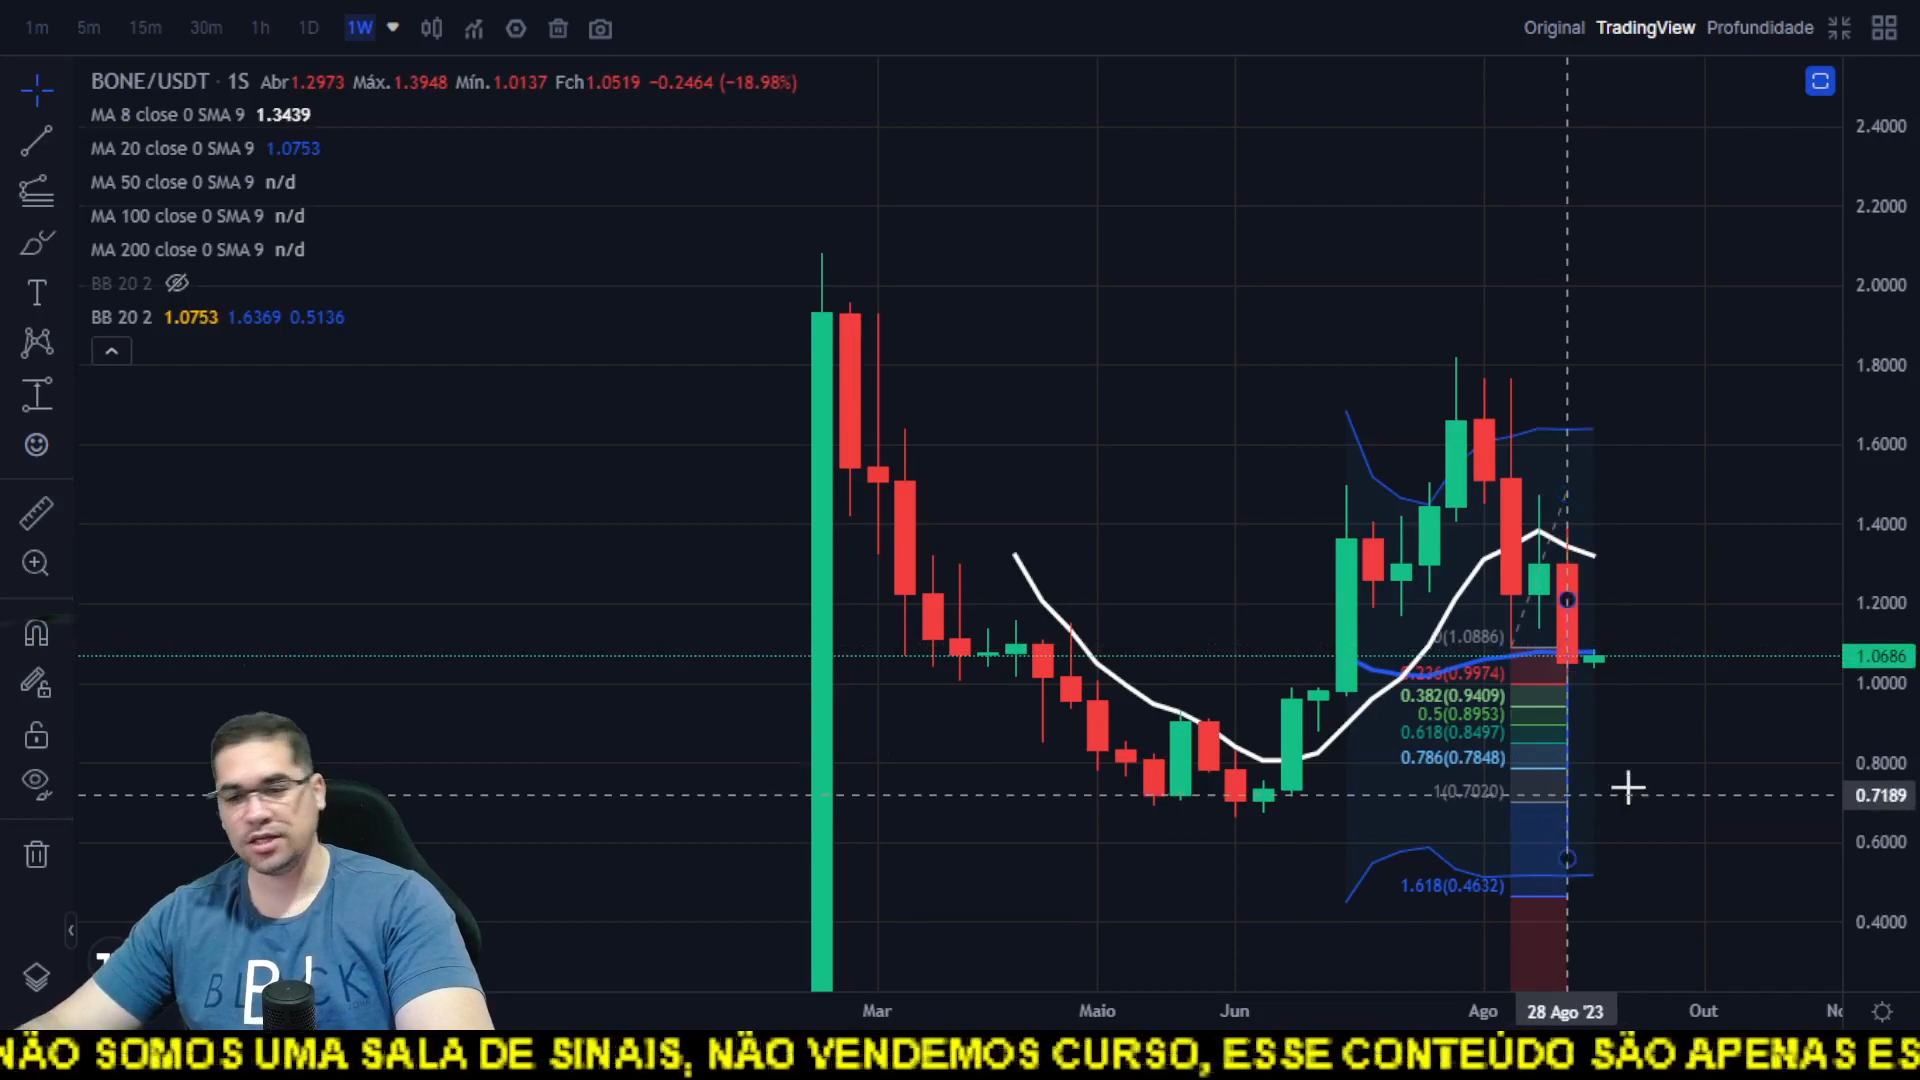 1m 5m 15m 30m 1h 1D 1W Original TradingView Profundidade
BONE/USDT · 1S Abr1.2973 Máx.1.3948 Mín.1.0137 Fch1.0519 −0.2464 (−18.98%)
MA 8 close 0 SMA 9 1.3439
MA 20 close 0 SMA 9 1.0753
MA 50 close 0 SMA 9 n/d
MA 100 close 0 SMA 9 n/d
MA 200 close 0 SMA 9 n/d
BB 20 2
BB 20 2 1.0753 1.6369 0.5136
2.4000
2.2000
2.0000
1.8000
1.6000
1.4000
1.2000
1.0686
1.0000
0.8000
0.7189
0.6000
0.4000
0(1.0886)
0.236(0.9974)
0.382(0.9409)
0.5(0.8953)
0.618(0.8497)
0.786(0.7848)
1(0.7020)
1.618(0.4632)
BLACK
Mar Maio Jun Ago 28 Ago '23 Out
NÃO SOMOS UMA SALA DE SINAIS, NÃO VENDEMOS CURSO, ESSE CONTEÚDO SÃO APENAS ES